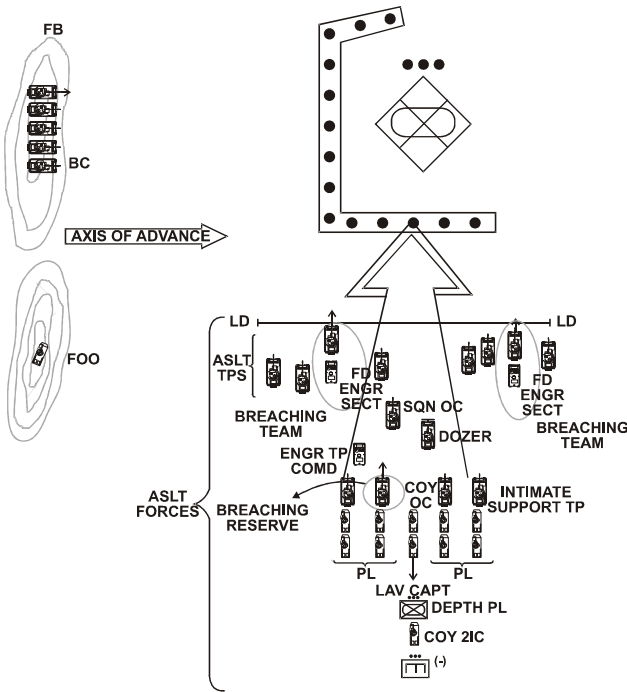 FB
BC
AXIS OF ADVANCE
FOO
LD
LD
ASLT
TPS
FD
ENGR
SECT
FD
ENGR
SECT
BREACHING
TEAM
SQN OC
BREACHING
TEAM
DOZER
ENGR TP
COMD
ASLT
FORCES
BREACHING
RESERVE
COY
OC
INTIMATE
SUPPORT TP
PL
PL
LAV CAPT
DEPTH PL
COY 2IC
(-)